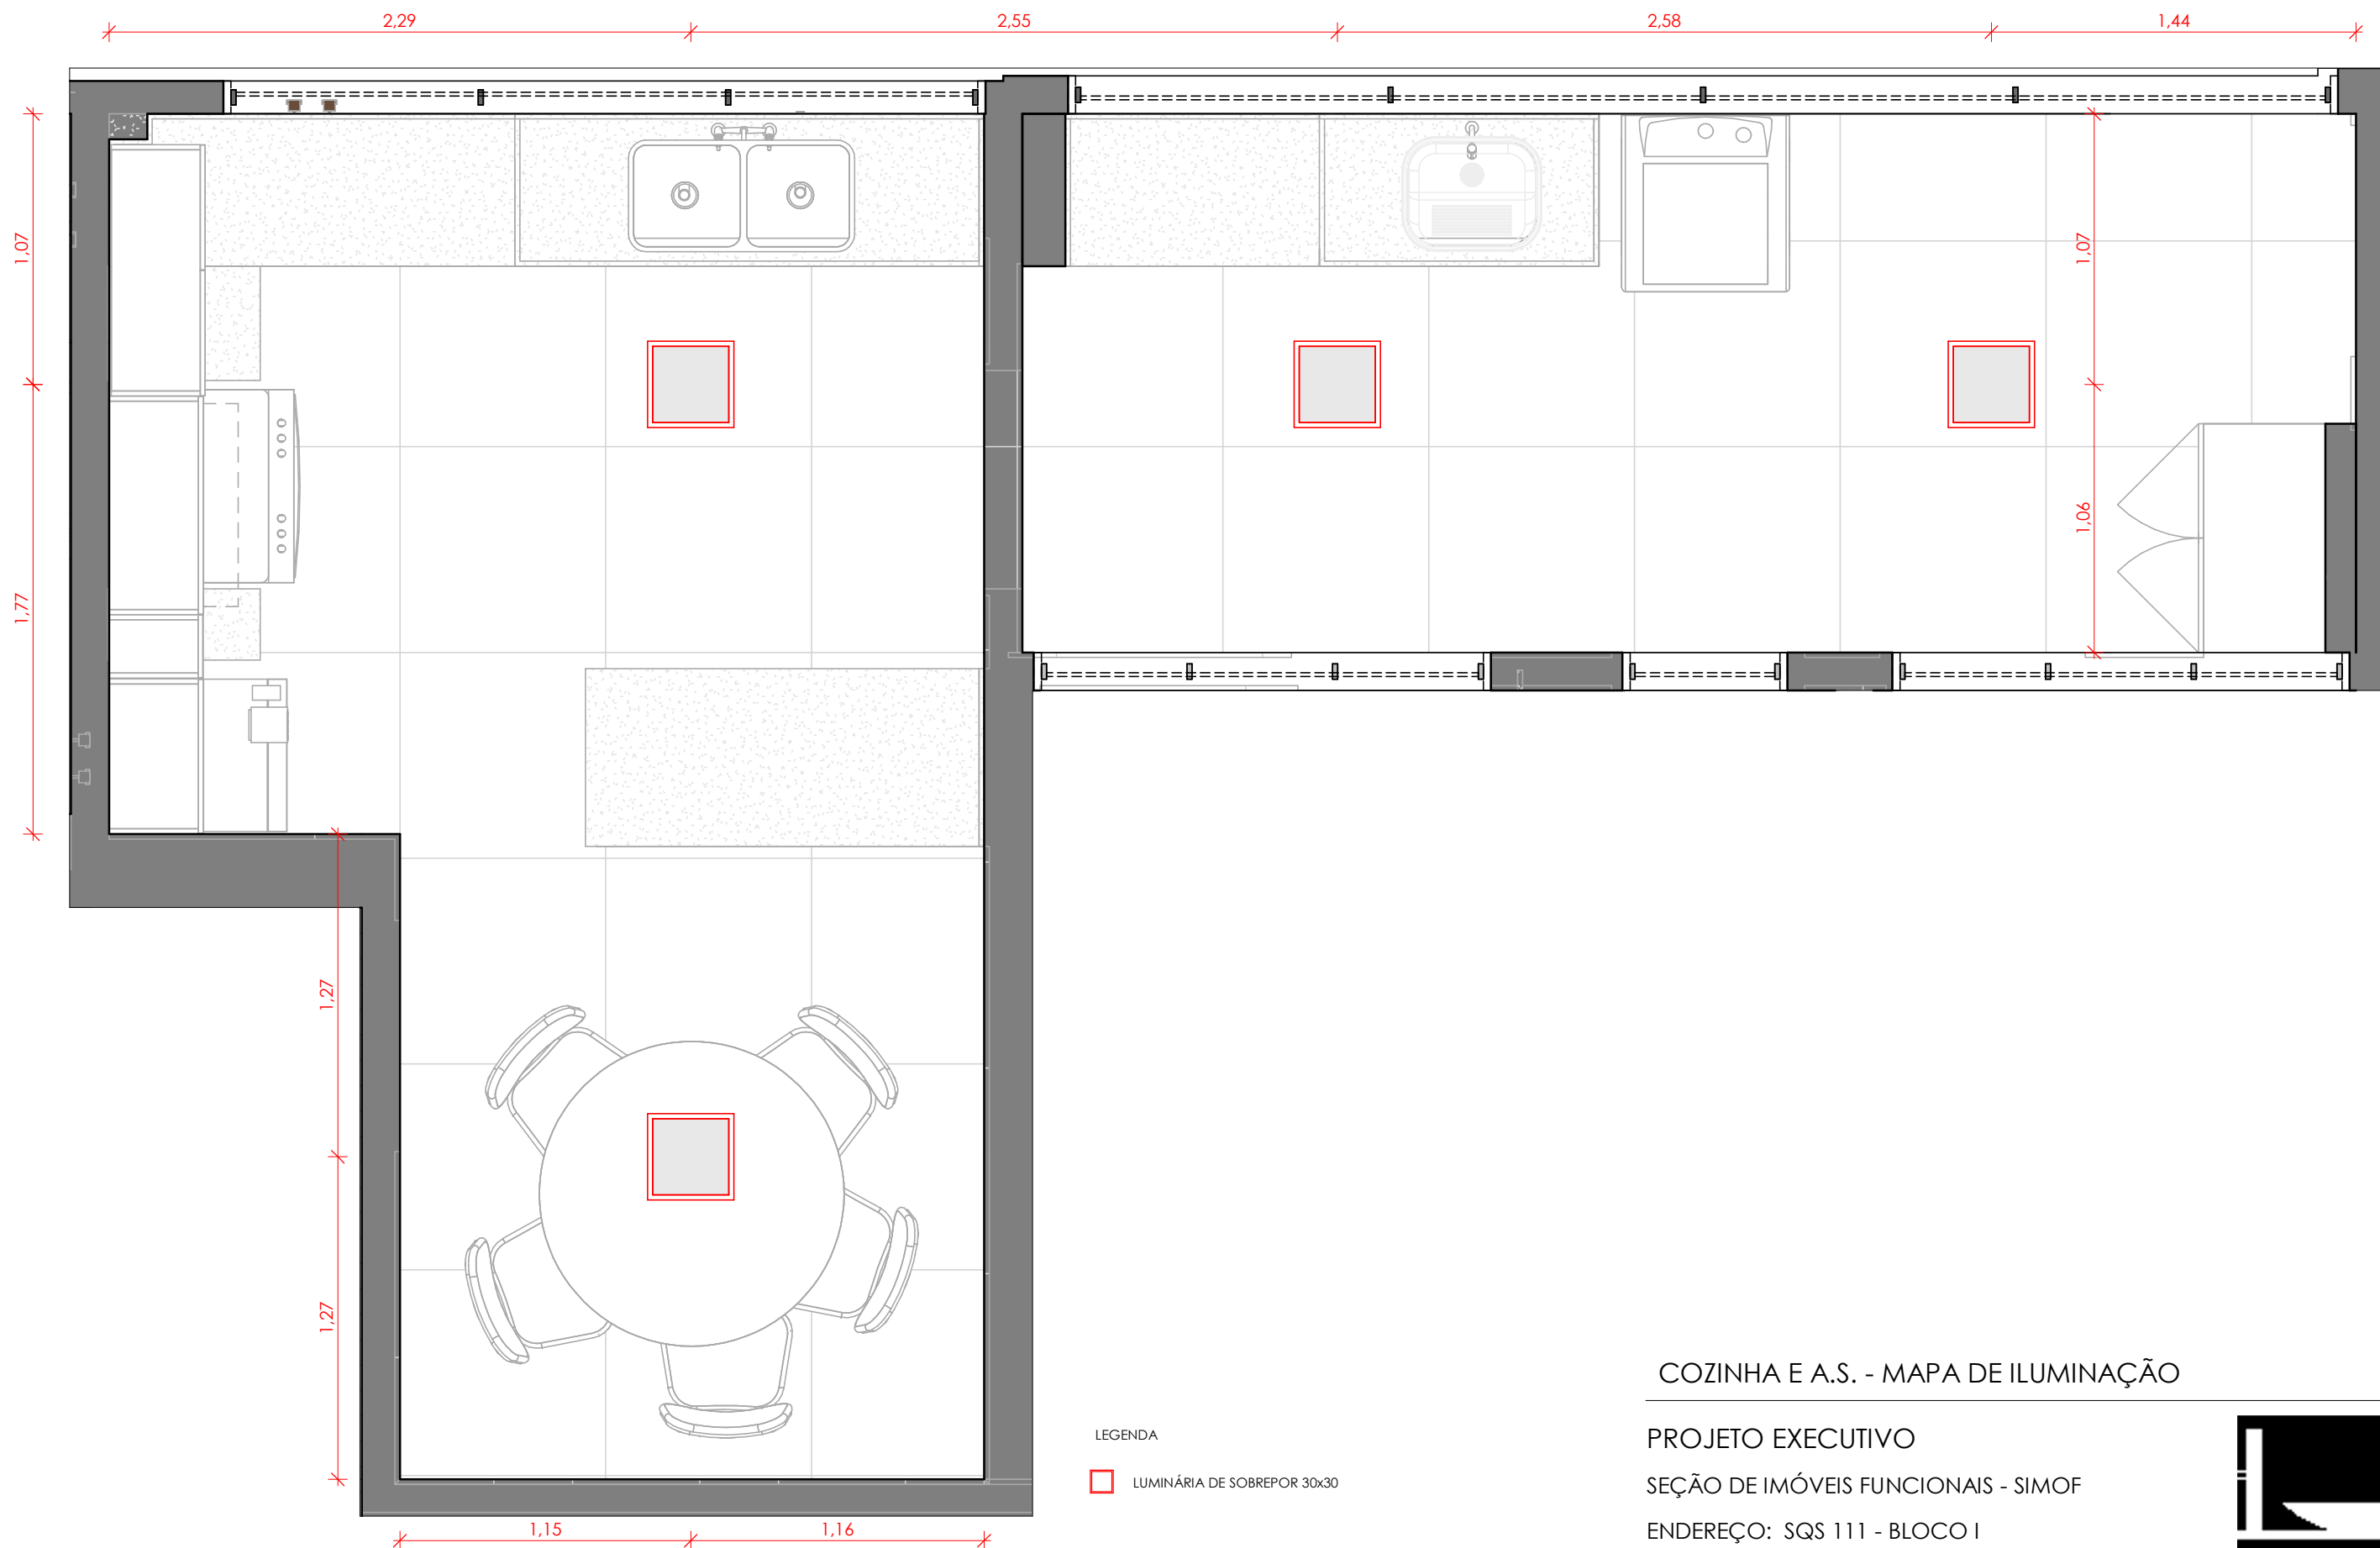 2,29
2,55
2,58
1,44
1,07
1,07
1,77
1,06
1,27
1,27
1,15
1,16
LEGENDA
LUMINÁRIA DE SOBREPOR 30x30
COZINHA E A.S. - MAPA DE ILUMINAÇÃO
PROJETO EXECUTIVO
SEÇÃO DE IMÓVEIS FUNCIONAIS - SIMOF
ENDEREÇO: SQS 111 - BLOCO I